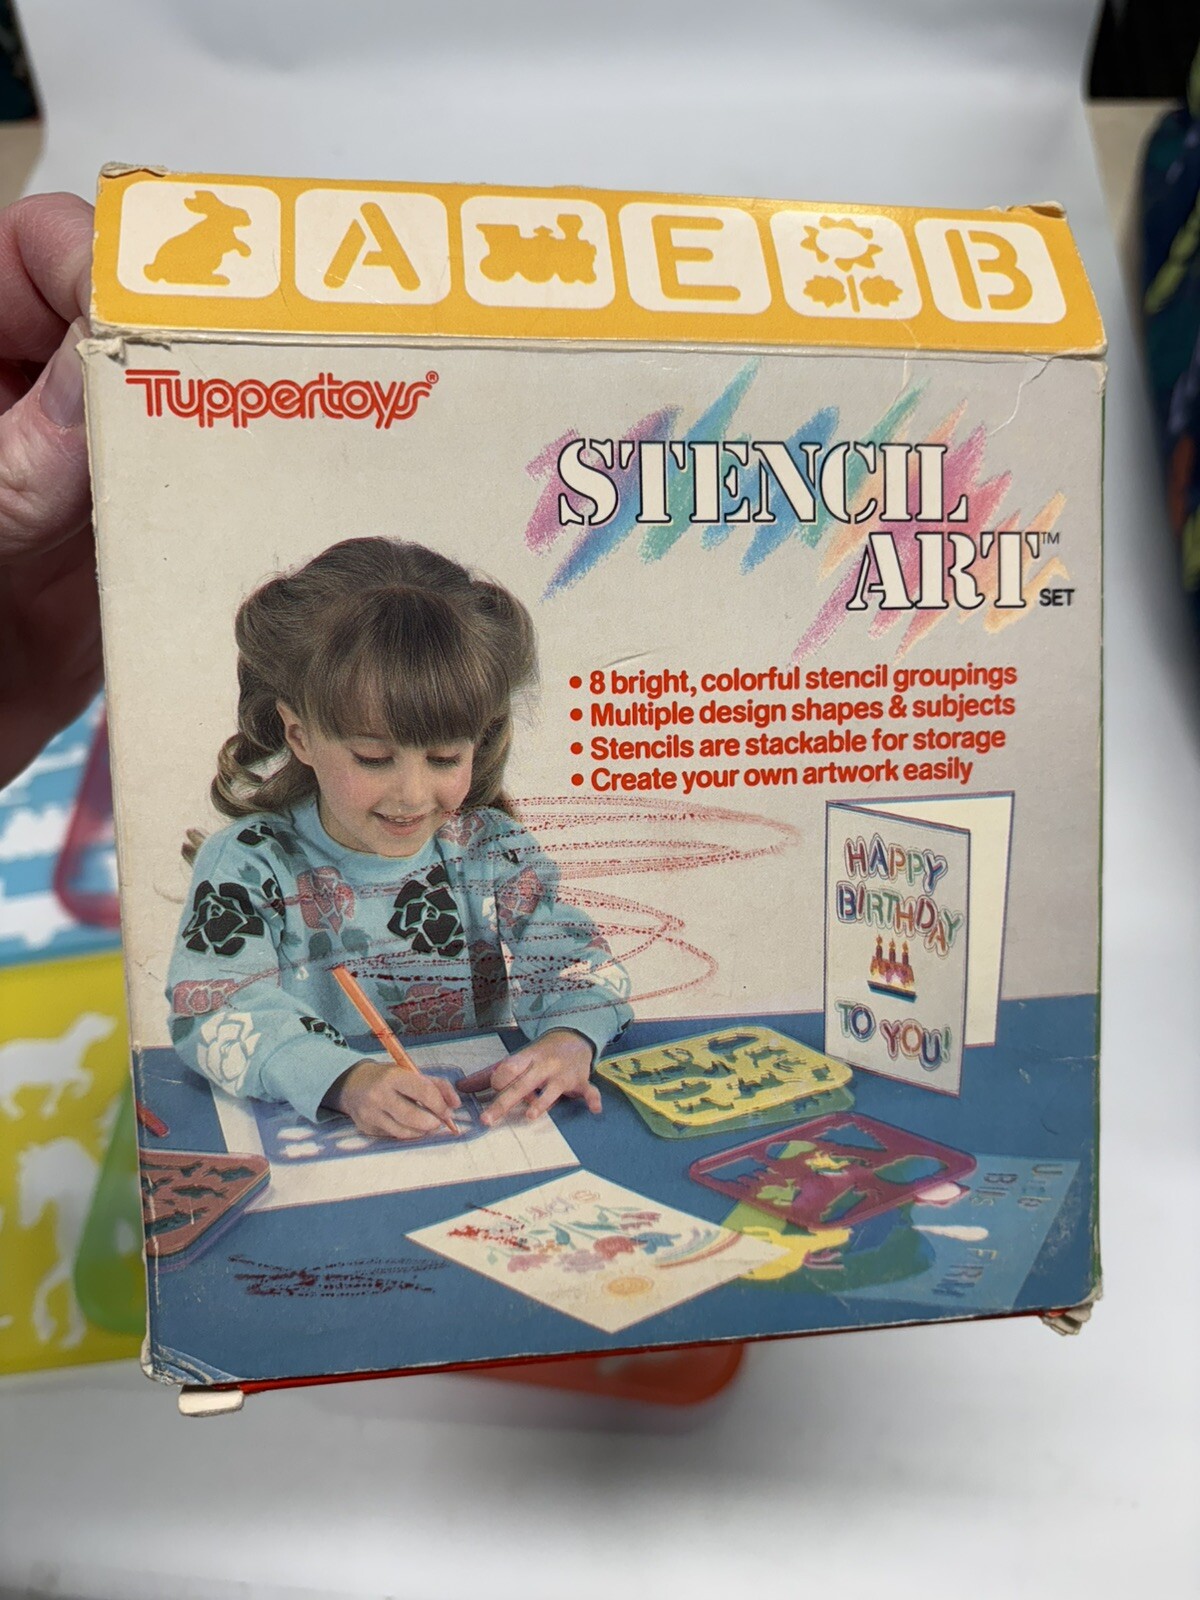 A E B
Tuppertoys®
STENCIL
ART™ SET
• 8 bright, colorful stencil groupings
• Multiple design shapes & subjects
• Stencils are stackable for storage
• Create your own artwork easily
HAPPY
BIRTHDAY
TO YOU!